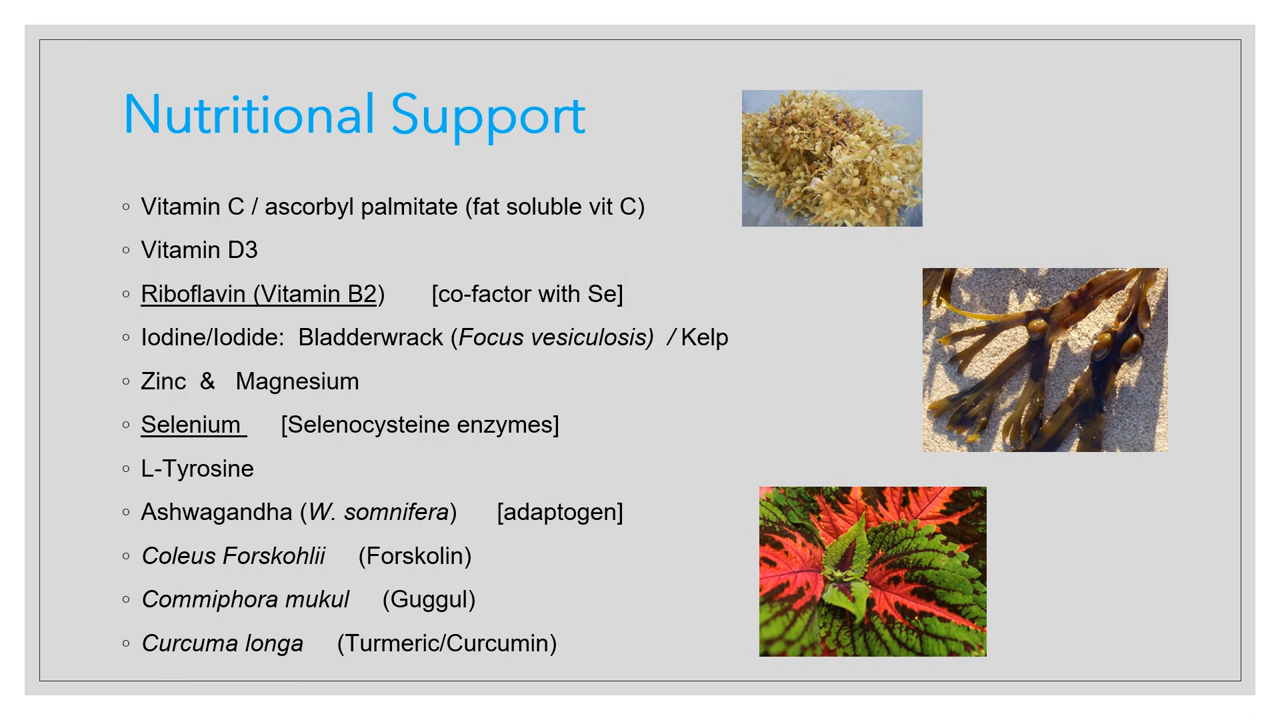 Nutritional Support
Vitamin C / ascorbyl palmitate (fat soluble vit C)
Vitamin D3
Riboflavin (Vitamin B2) [co-factor with Se]
Iodine/Iodide: Bladderwrack (Focus vesiculosis) / Kelp
Zinc & Magnesium
Selenium [Selenocysteine enzymes]
L-Tyrosine
Ashwagandha (W. somnifera) [adaptogen]
Coleus Forskohlii (Forskolin)
Commiphora mukul (Guggul)
Curcuma longa (Turmeric/Curcumin)